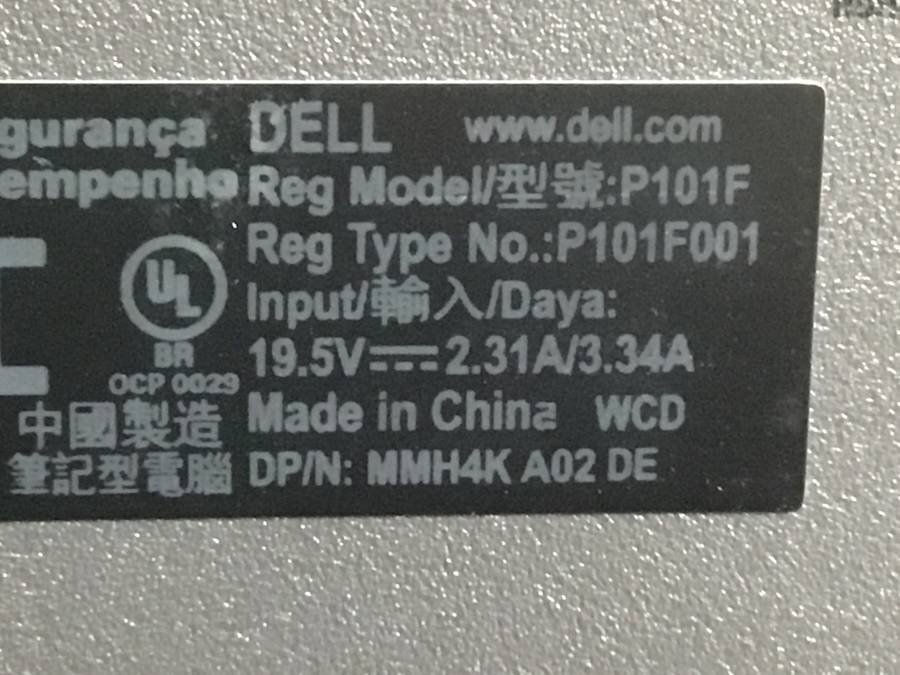 gurança
empenho
UL
BR
OCP 0029
中國製造
筆記型電腦
DELL www.dell.com
Reg Model/型號:P101F
Reg Type No.:P101F001
Input/輸入/Daya:
19.5V⎓2.31A/3.34A
Made in China WCD
DP/N: MMH4K A02 DE